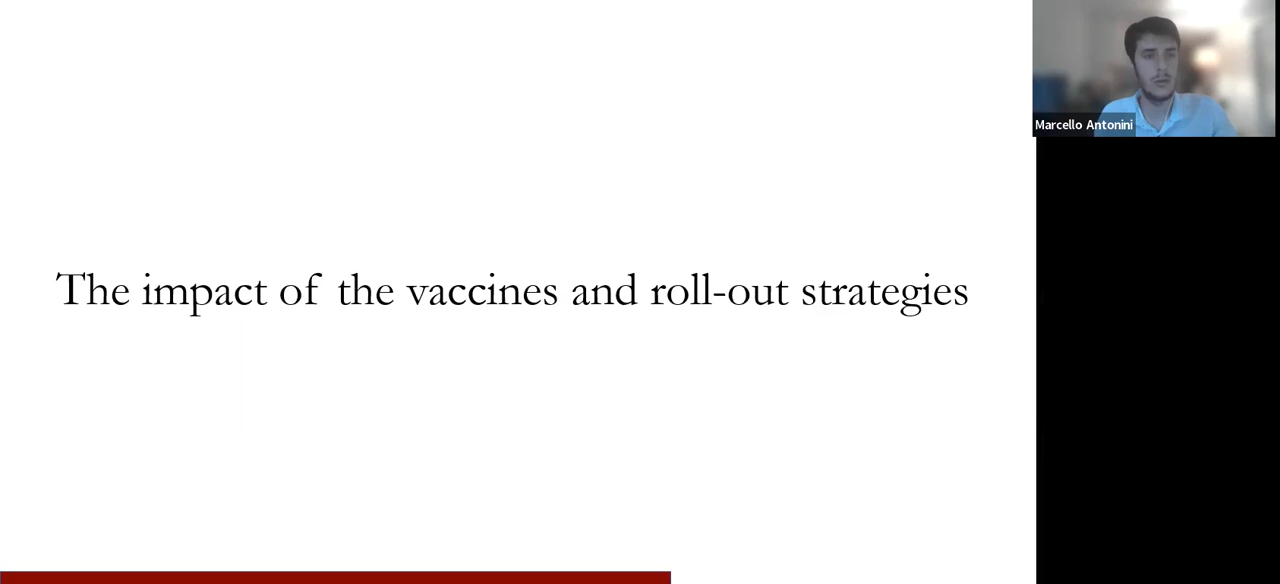 The impact of the vaccines and roll-out strategies
Marcello Antonini